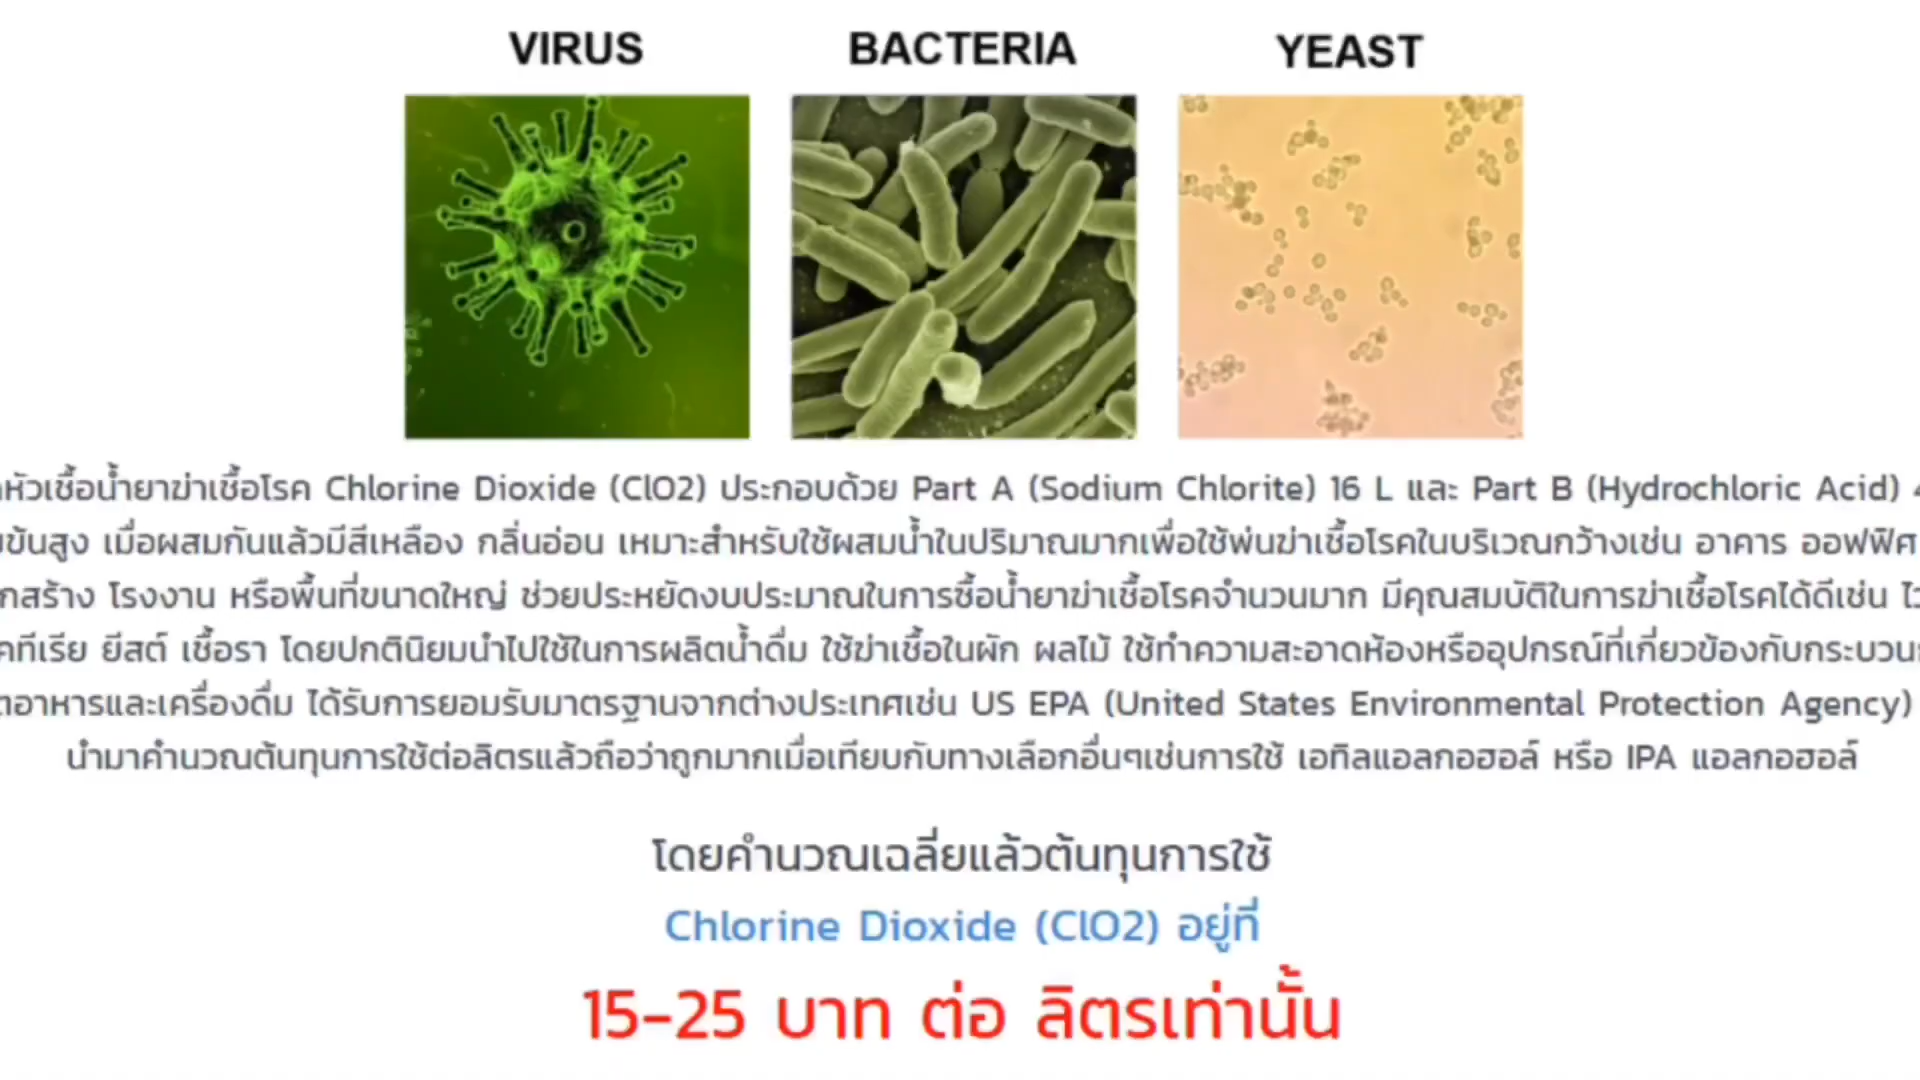 VIRUS BACTERIA YEAST
หัวเชื้อน้ำยาฆ่าเชื้อโรค Chlorine Dioxide (ClO2) ประกอบด้วย Part A (Sodium Chlorite) 16 L และ Part B (Hydrochloric Acid)
ข้นสูง เมื่อผสมกันแล้วมีสีเหลือง กลิ่นอ่อน เหมาะสำหรับใช้ผสมน้ำในปริมาณมากเพื่อใช้พ่นฆ่าเชื้อโรคในบริเวณกว้างเช่น อาคาร ออฟฟิศ
กสร้าง โรงงาน หรือพื้นที่ขนาดใหญ่ ช่วยประหยัดงบประมาณในการซื้อน้ำยาฆ่าเชื้อโรคจำนวนมาก มีคุณสมบัติในการฆ่าเชื้อโรคได้ดีเช่น ไว
คทีเรีย ยีสต์ เชื้อรา โดยปกตินิยมนำไปใช้ในการผลิตน้ำดื่ม ใช้ฆ่าเชื้อในผัก ผลไม้ ใช้ทำความสะอาดห้องหรืออุปกรณ์ที่เกี่ยวข้องกับกระบวน
ตอาหารและเครื่องดื่ม ได้รับการยอมรับมาตรฐานจากต่างประเทศเช่น US EPA (United States Environmental Protection Agency)
นำมาคำนวณต้นทุนการใช้ต่อลิตรแล้วถือว่าถูกมากเมื่อเทียบกับทางเลือกอื่นๆเช่นการใช้ เอทิลแอลกอฮอล์ หรือ IPA แอลกอฮอล์
โดยคำนวณเฉลี่ยแล้วต้นทุนการใช้
Chlorine Dioxide (ClO2) อยู่ที่
15-25 บาท ต่อ ลิตรเท่านั้น